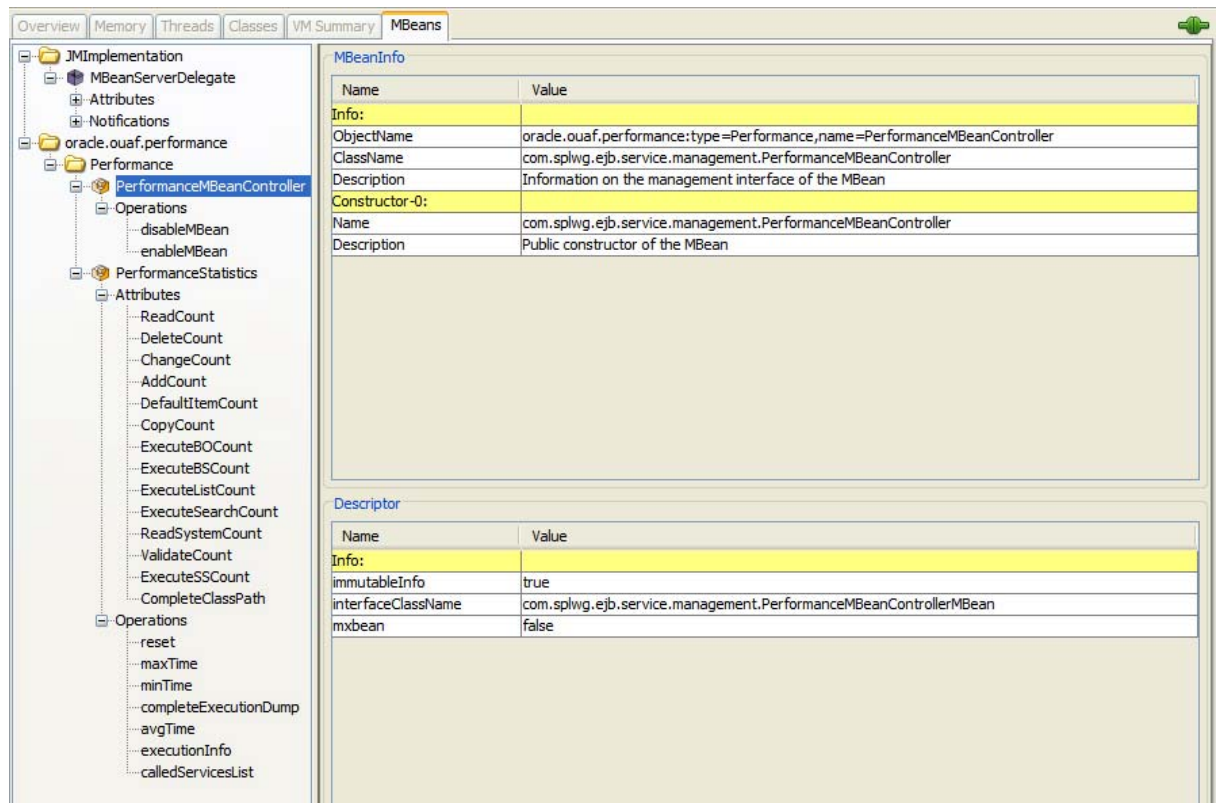 Overview Memory Threads Classes VM Summary MBeans
JMImplementation
MBeanServerDelegate
Attributes
Notifications
oracle.ouaf.performance
Performance
PerformanceMBeanController
Operations
disableMBean
enableMBean
PerformanceStatistics
Attributes
ReadCount
DeleteCount
ChangeCount
AddCount
DefaultItemCount
CopyCount
ExecuteBOCount
ExecuteBSCount
ExecuteListCount
ExecuteSearchCount
ReadSystemCount
ValidateCount
ExecuteSSCount
CompleteClassPath
Operations
reset
maxTime
minTime
completeExecutionDump
avgTime
executionInfo
calledServicesList
MBeanInfo
Name Value
Info:
ObjectName oracle.ouaf.performance:type=Performance,name=PerformanceMBeanController
ClassName com.splwg.ejb.service.management.PerformanceMBeanController
Description Information on the management interface of the MBean
Constructor-0:
Name com.splwg.ejb.service.management.PerformanceMBeanController
Description Public constructor of the MBean
Descriptor
Name Value
Info:
immutableInfo true
interfaceClassName com.splwg.ejb.service.management.PerformanceMBeanControllerMBean
mxbean false